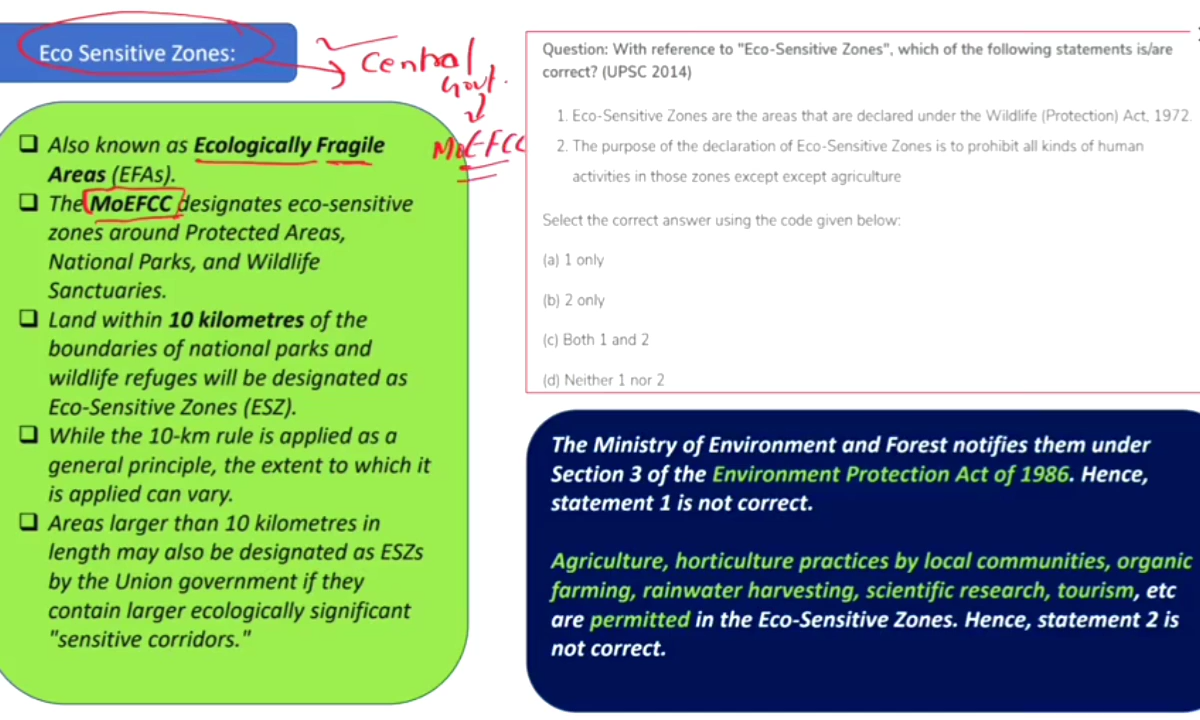 Eco Sensitive Zones:
Central
Govt.
MoEFCC
Also known as Ecologically Fragile
Areas (EFAs).
The MoEFCC designates eco-sensitive
zones around Protected Areas,
National Parks, and Wildlife
Sanctuaries.
Land within 10 kilometres of the
boundaries of national parks and
wildlife refuges will be designated as
Eco-Sensitive Zones (ESZ).
While the 10-km rule is applied as a
general principle, the extent to which it
is applied can vary.
Areas larger than 10 kilometres in
length may also be designated as ESZs
by the Union government if they
contain larger ecologically significant
"sensitive corridors."
Question: With reference to "Eco-Sensitive Zones", which of the following statements is/are
correct? (UPSC 2014)
1. Eco-Sensitive Zones are the areas that are declared under the Wildlife (Protection) Act, 1972.
2. The purpose of the declaration of Eco-Sensitive Zones is to prohibit all kinds of human
activities in those zones except except agriculture
Select the correct answer using the code given below:
(a) 1 only
(b) 2 only
(c) Both 1 and 2
(d) Neither 1 nor 2
The Ministry of Environment and Forest notifies them under
Section 3 of the Environment Protection Act of 1986. Hence,
statement 1 is not correct.
Agriculture, horticulture practices by local communities, organic
farming, rainwater harvesting, scientific research, tourism, etc
are permitted in the Eco-Sensitive Zones. Hence, statement 2 is
not correct.